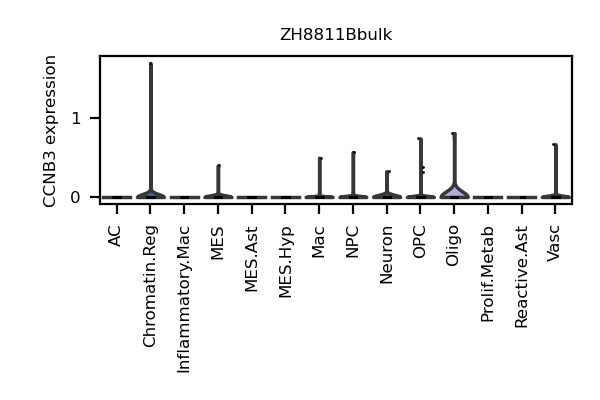 ZH8811Bbulk
CCNB3 expression
1
0
AC
Chromatin.Reg
Inflammatory.Mac
MES
MES.Ast
MES.Hyp
Mac
NPC
Neuron
OPC
Oligo
Prolif.Metab
Reactive.Ast
Vasc